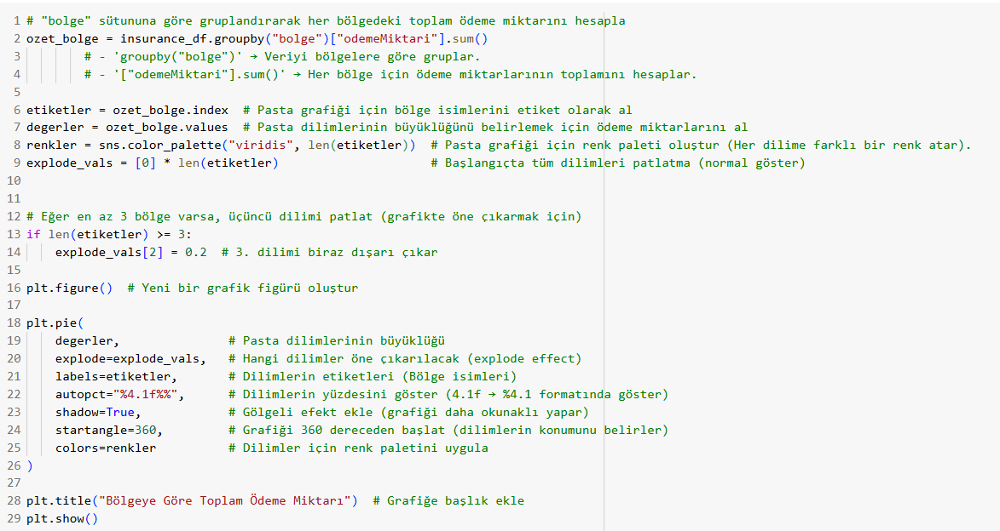 1 # "bolge" sütununa göre gruplandırarak her bölgedeki toplam ödeme miktarını hesapla
2 ozet_bolge = insurance_df.groupby("bolge")["odemeMiktari"].sum()
3         # - 'groupby("bolge")' → Veriyi bölgelere göre gruplar.
4         # - '["odemeMiktari"].sum()' → Her bölge için ödeme miktarlarının toplamını hesaplar.
5
6 etiketler = ozet_bolge.index  # Pasta grafiği için bölge isimlerini etiket olarak al
7 degerler = ozet_bolge.values  # Pasta dilimlerinin büyüklüğünü belirlemek için ödeme miktarlarını al
8 renkler = sns.color_palette("viridis", len(etiketler))  # Pasta grafiği için renk paleti oluştur (Her dilime farklı bir renk atar).
9 explode_vals = [0] * len(etiketler)                     # Başlangıçta tüm dilimleri patlatma (normal göster)
10
11
12 # Eğer en az 3 bölge varsa, üçüncü dilimi patlat (grafikte öne çıkarmak için)
13 if len(etiketler) >= 3:
14     explode_vals[2] = 0.2  # 3. dilimi biraz dışarı çıkar
15
16 plt.figure()  # Yeni bir grafik figürü oluştur
17
18 plt.pie(
19     degerler,               # Pasta dilimlerinin büyüklüğü
20     explode=explode_vals,   # Hangi dilimler öne çıkarılacak (explode effect)
21     labels=etiketler,       # Dilimlerin etiketleri (Bölge isimleri)
22     autopct="%4.1f%%",      # Dilimlerin yüzdesini göster (4.1f → %4.1 formatında göster)
23     shadow=True,            # Gölgeli efekt ekle (grafiği daha okunaklı yapar)
24     startangle=360,         # Grafiği 360 dereceden başlat (dilimlerin konumunu belirler)
25     colors=renkler          # Dilimler için renk paletini uygula
26 )
27
28 plt.title("Bölgeye Göre Toplam Ödeme Miktarı")  # Grafiğe başlık ekle
29 plt.show()